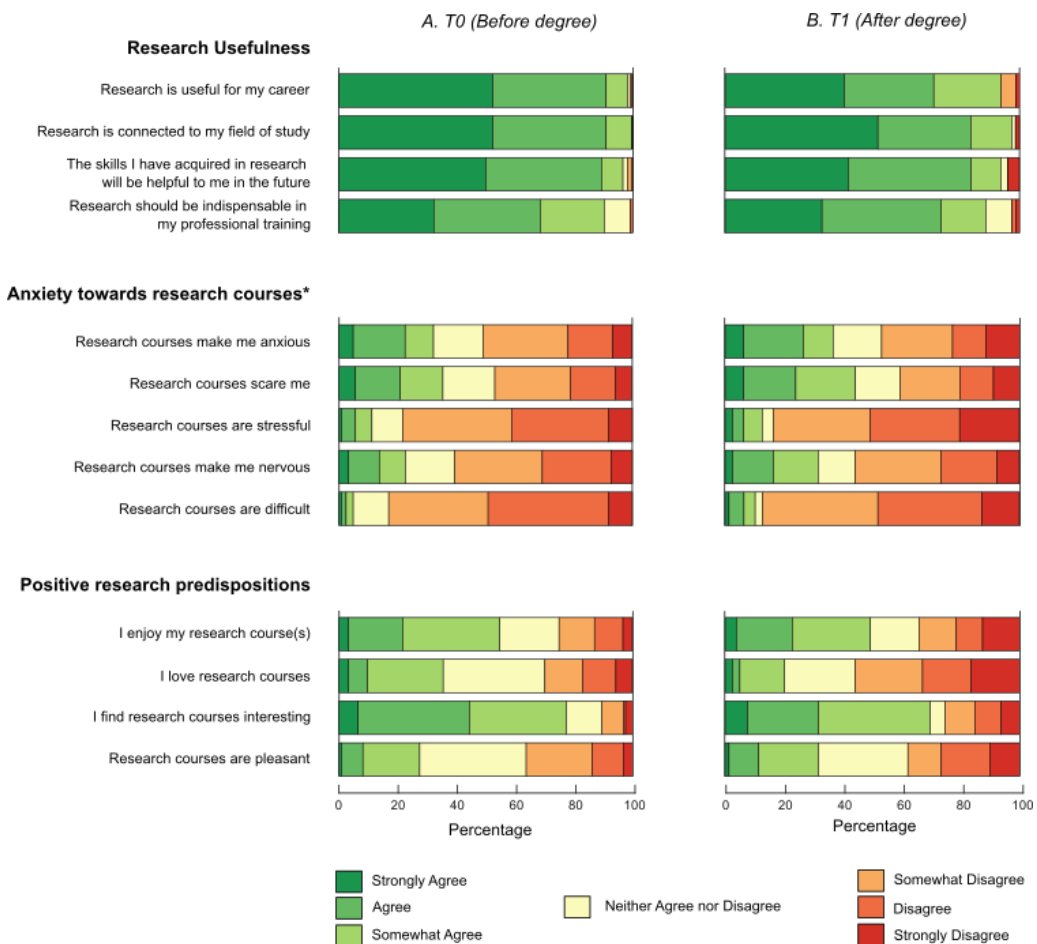 A. T0 (Before degree)
B. T1 (After degree)
Research Usefulness
Research is useful for my career
Research is connected to my field of study
The skills I have acquired in research
will be helpful to me in the future
Research should be indispensable in
my professional training
Anxiety towards research courses*
Research courses make me anxious
Research courses scare me
Research courses are stressful
Research courses make me nervous
Research courses are difficult
Positive research predispositions
I enjoy my research course(s)
I love research courses
I find research courses interesting
Research courses are pleasant
0 20 40 60 80 100
Percentage
0 20 40 60 80 100
Percentage
Strongly Agree
Agree
Somewhat Agree
Neither Agree nor Disagree
Somewhat Disagree
Disagree
Strongly Disagree